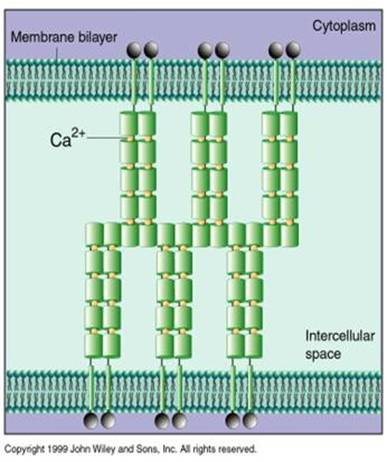 Cytoplasm
Membrane bilayer
Ca2+
Intercellular
space
Copyright 1999 John Wiley and Sons, Inc. All rights reserved.